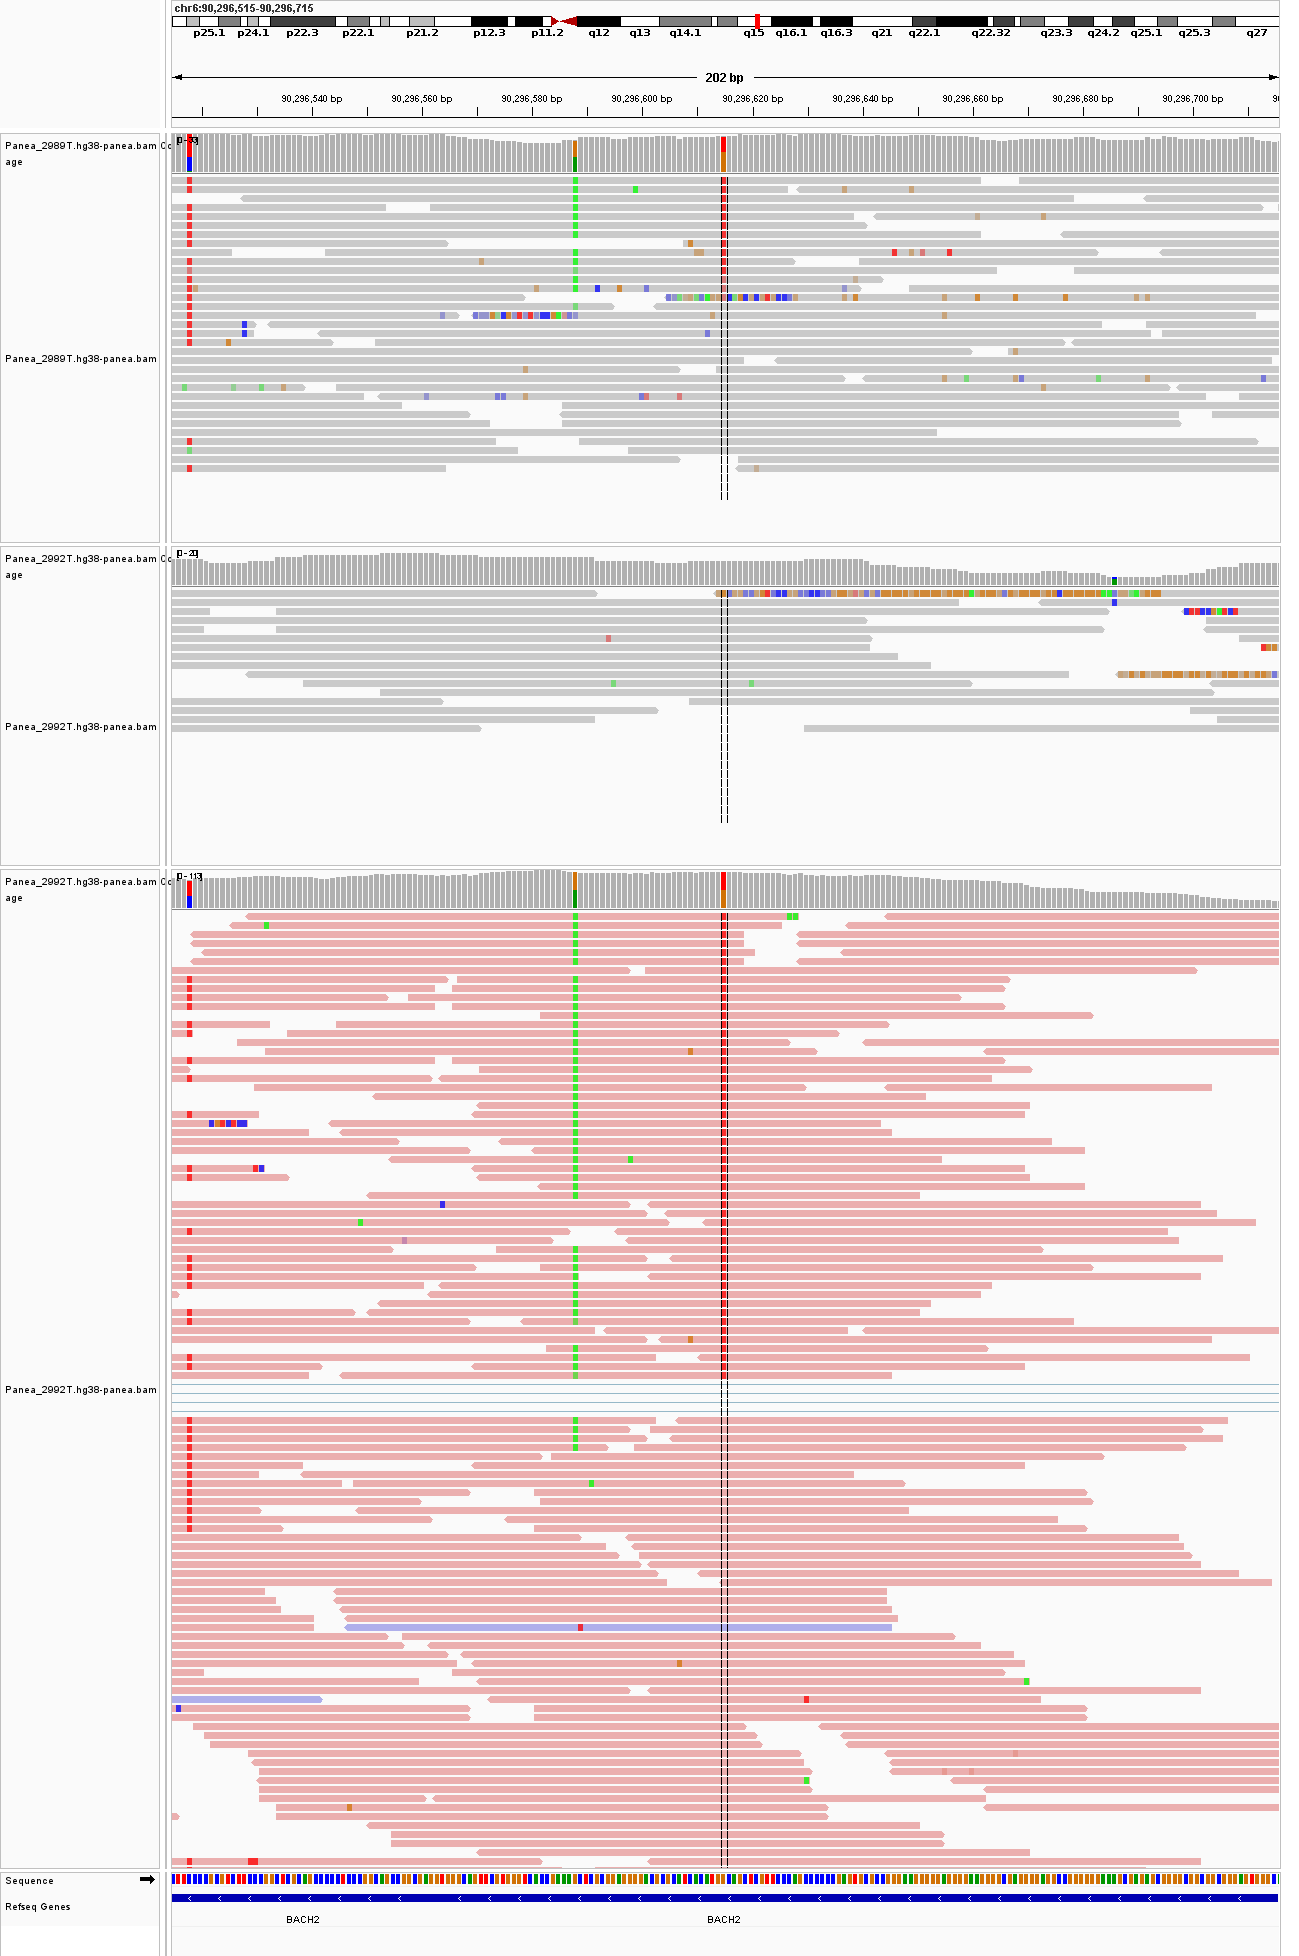 chr6:90,296,515-90,296,715
p25.1 p24.1 p22.3 p22.1 p21.2 p12.3 p11.2 q12 q13 q14.1 q15 q16.1 q16.3 q21 q22.1 q22.32 q23.3 q24.2 q25.1 q25.3 q27
202 bp
90,296,540 bp 90,296,560 bp 90,296,580 bp 90,296,600 bp 90,296,620 bp 90,296,640 bp 90,296,660 bp 90,296,680 bp 90,296,700 bp
Panea_2989T.hg38-panea.bam
age
Panea_2989T.hg38-panea.bam
Panea_2992T.hg38-panea.bam
[0-20]
age
Panea_2992T.hg38-panea.bam
Panea_2992T.hg38-panea.bam
[0-113]
age
Panea_2992T.hg38-panea.bam
Sequence
Refseq Genes
BACH2 BACH2